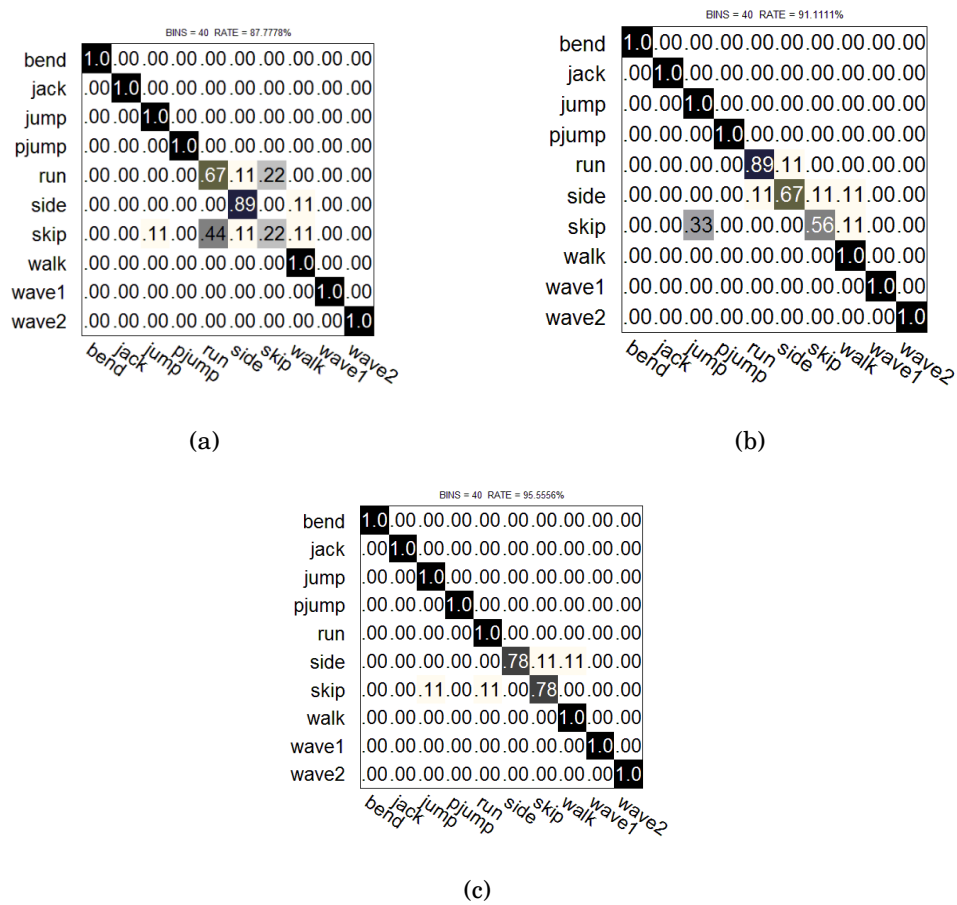 BINS = 40 RATE = 87.7778%
bend 1.0 .00 .00 .00 .00 .00 .00 .00 .00 .00
jack .00 1.0 .00 .00 .00 .00 .00 .00 .00 .00
jump .00 .00 1.0 .00 .00 .00 .00 .00 .00 .00
pjump .00 .00 .00 1.0 .00 .00 .00 .00 .00 .00
run .00 .00 .00 .00 .67 .11 .22 .00 .00 .00
side .00 .00 .00 .00 .00 .89 .00 .11 .00 .00
skip .00 .00 .11 .00 .44 .11 .22 .11 .00 .00
walk .00 .00 .00 .00 .00 .00 .00 1.0 .00 .00
wave1 .00 .00 .00 .00 .00 .00 .00 .00 1.0 .00
wave2 .00 .00 .00 .00 .00 .00 .00 .00 .00 1.0
bend jack jump pjump run side skip walk wave1 wave2
(a)
BINS = 40 RATE = 91.1111%
bend 1.0 .00 .00 .00 .00 .00 .00 .00 .00 .00
jack .00 1.0 .00 .00 .00 .00 .00 .00 .00 .00
jump .00 .00 1.0 .00 .00 .00 .00 .00 .00 .00
pjump .00 .00 .00 1.0 .00 .00 .00 .00 .00 .00
run .00 .00 .00 .00 .89 .11 .00 .00 .00 .00
side .00 .00 .00 .00 .11 .67 .11 .11 .00 .00
skip .00 .00 .33 .00 .00 .00 .56 .11 .00 .00
walk .00 .00 .00 .00 .00 .00 .00 1.0 .00 .00
wave1 .00 .00 .00 .00 .00 .00 .00 .00 1.0 .00
wave2 .00 .00 .00 .00 .00 .00 .00 .00 .00 1.0
bend jack jump pjump run side skip walk wave1 wave2
(b)
BINS = 40 RATE = 95.5556%
bend 1.0 .00 .00 .00 .00 .00 .00 .00 .00 .00
jack .00 1.0 .00 .00 .00 .00 .00 .00 .00 .00
jump .00 .00 1.0 .00 .00 .00 .00 .00 .00 .00
pjump .00 .00 .00 1.0 .00 .00 .00 .00 .00 .00
run .00 .00 .00 .00 1.0 .00 .00 .00 .00 .00
side .00 .00 .00 .00 .00 .78 .11 .11 .00 .00
skip .00 .00 .11 .00 .11 .00 .78 .00 .00 .00
walk .00 .00 .00 .00 .00 .00 .00 1.0 .00 .00
wave1 .00 .00 .00 .00 .00 .00 .00 .00 1.0 .00
wave2 .00 .00 .00 .00 .00 .00 .00 .00 .00 1.0
bend jack jump pjump run side skip walk wave1 wave2
(c)